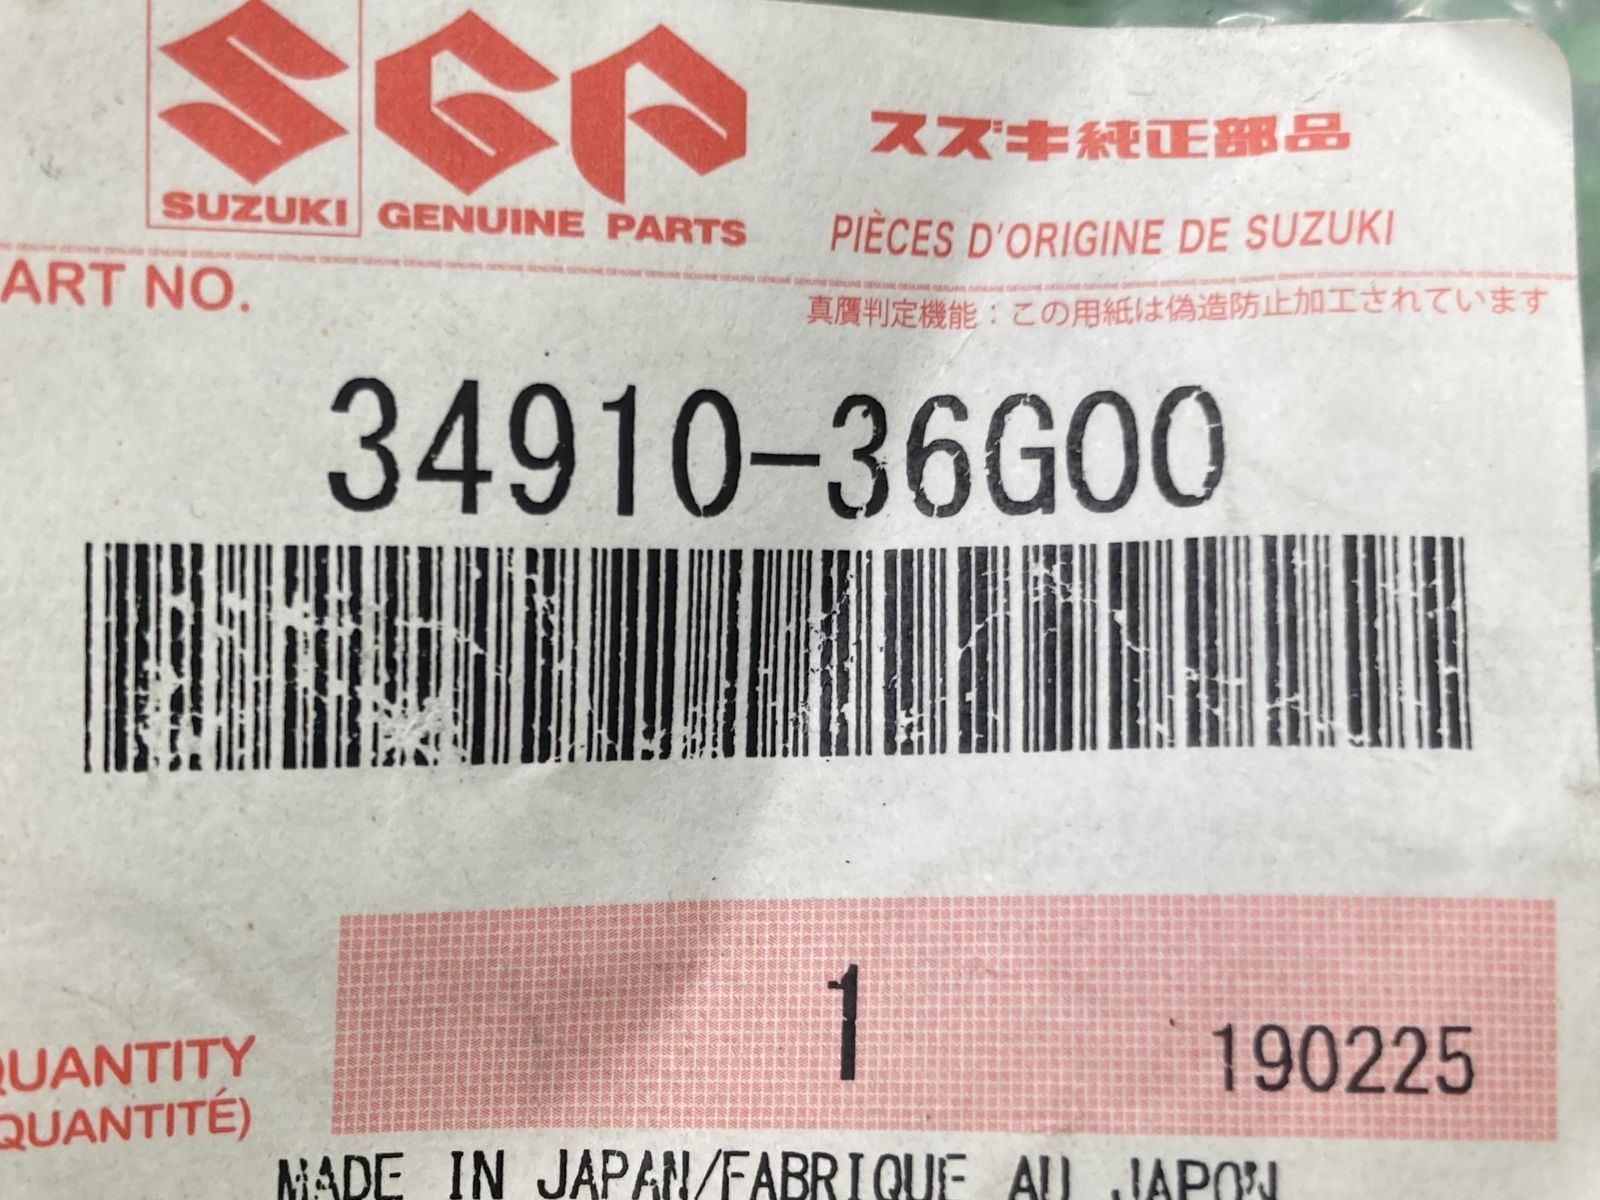 SUZUKI
GENUINE PARTS
スズキ純正部品
PIÈCES D'ORIGINE DE SUZUKI
ART NO.
真贋判定機能：この用紙は偽造防止加工されています
34910-36G00
1
190225
QUANTITY
QUANTITÉ)
MADE IN JAPAN/FABRIQUE AU JAPON